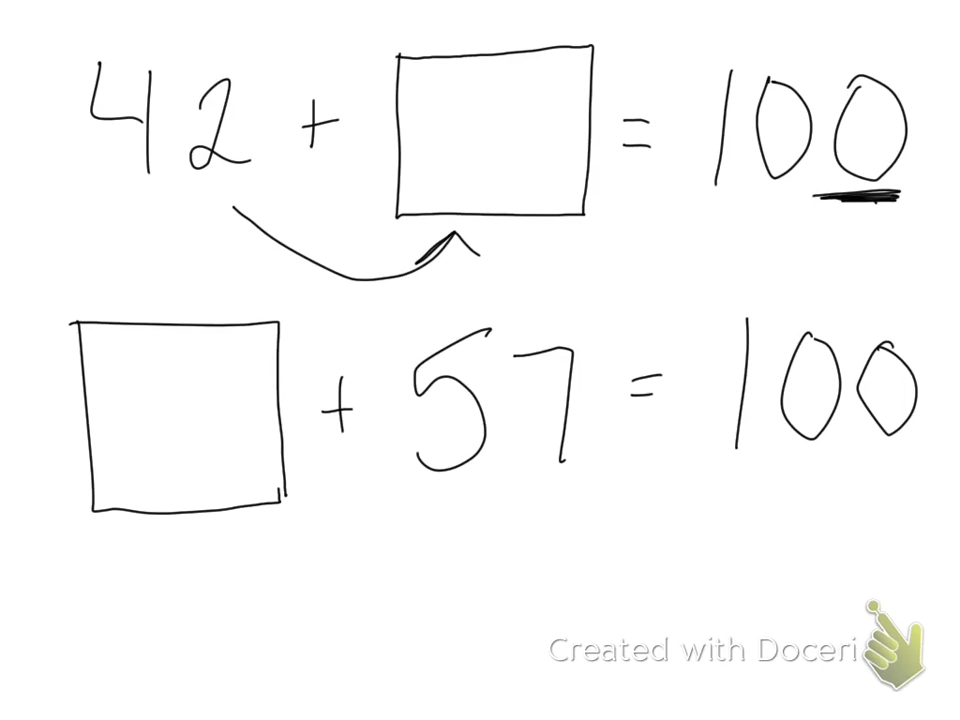 42 + □ = 100
□ + 57 = 100
Created with Doceri